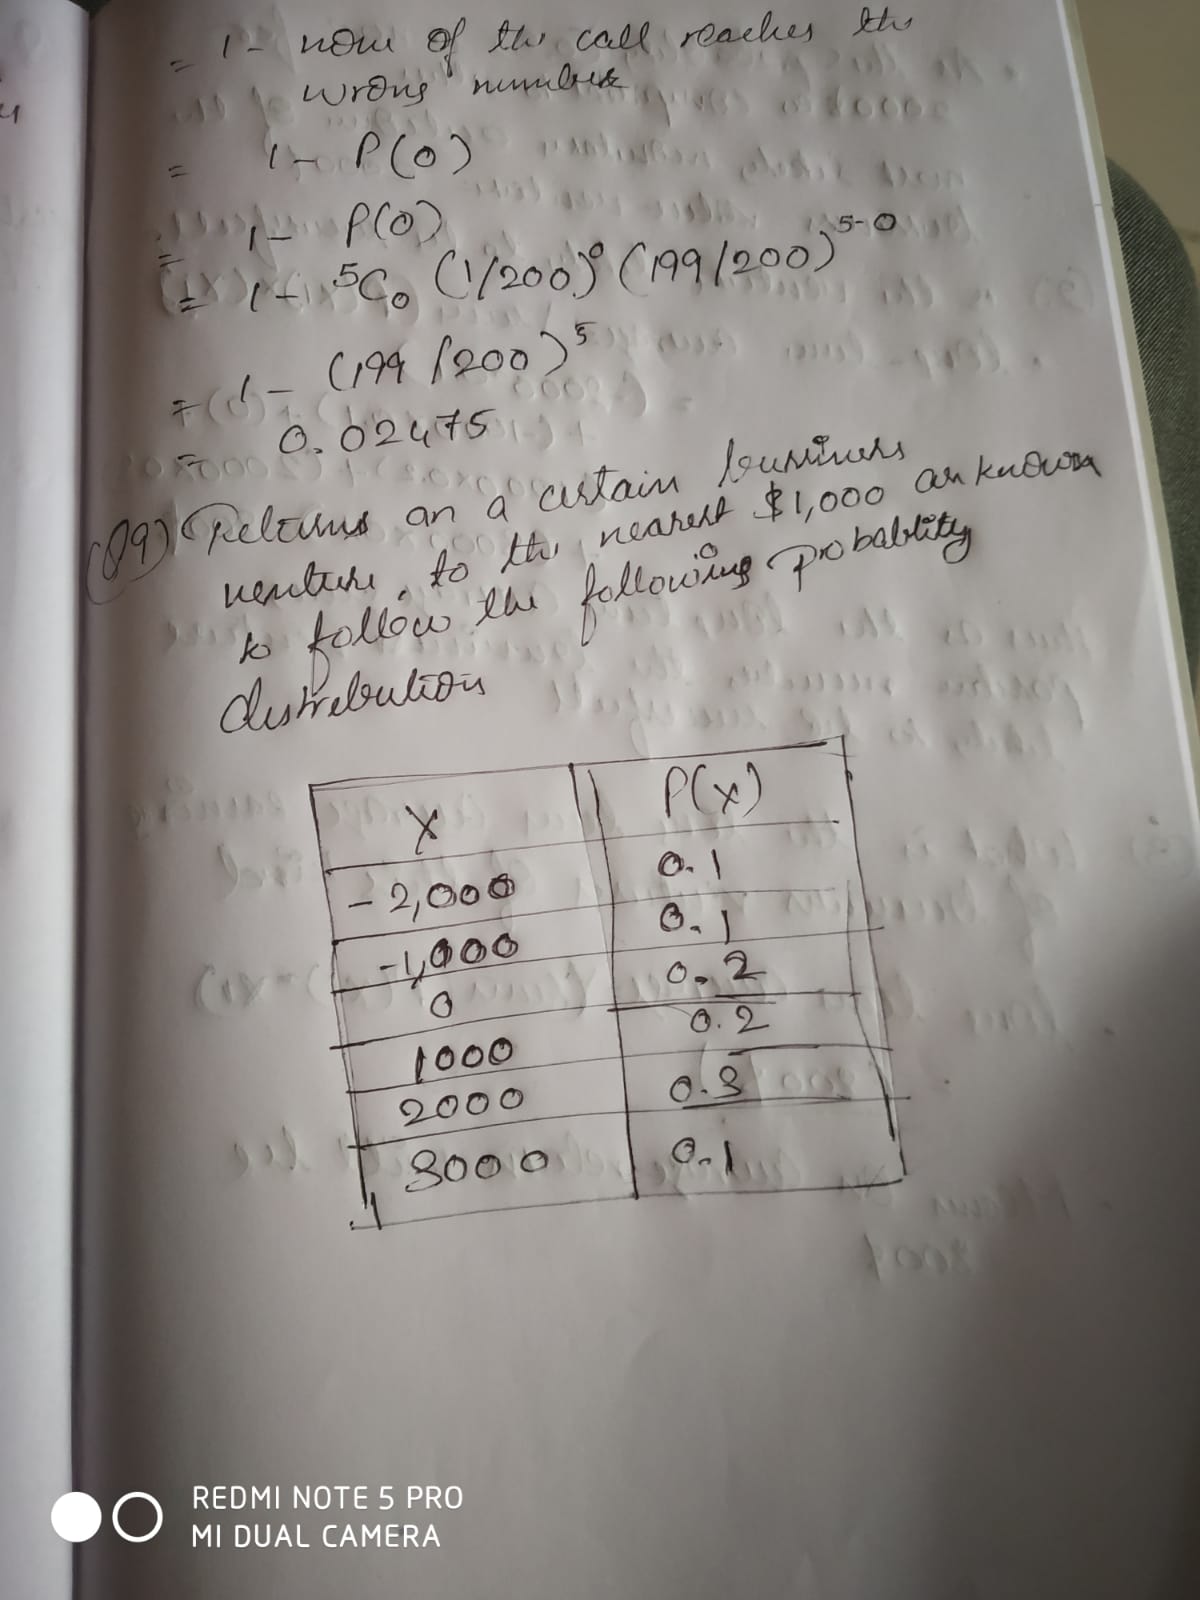 = 1 - none of the call reaches the
wrong number
= 1 - P(0)
= 1 - P(0)
= 1 - ⁵C₀ (1/200)⁰ (199/200)⁵⁻⁰
= 1 - (199/200)⁵
= 0.02475
(Q9) Returns on a certain business
venture, to the nearest $1,000 are known
to follow the following probability
distribution
x P(x)
- 2,000 0.1
-1,000 0.1
0 0.2
1000 0.2
2000 0.3
3000 0.1
REDMI NOTE 5 PRO
MI DUAL CAMERA